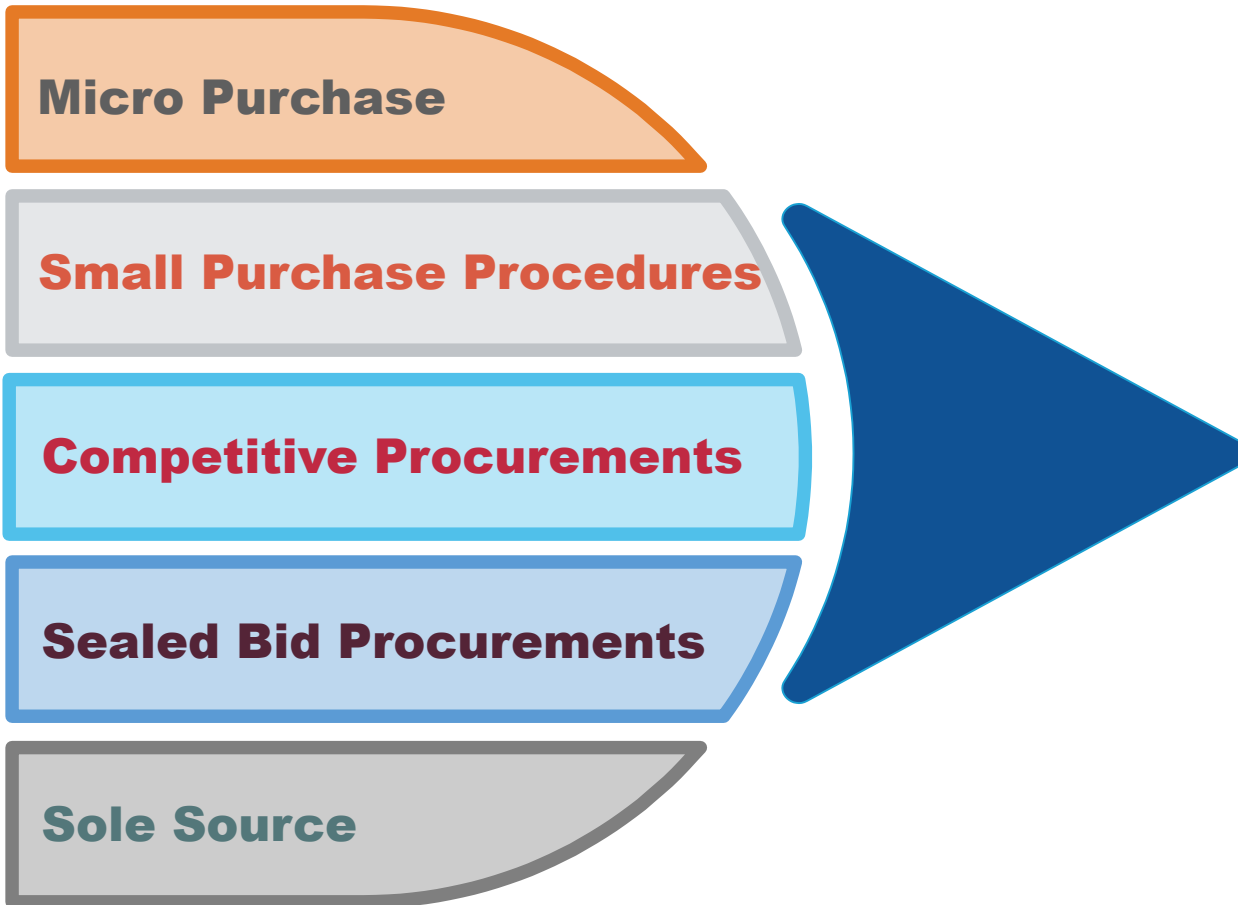 Micro Purchase
Small Purchase Procedures
Competitive Procurements
Sealed Bid Procurements
Sole Source